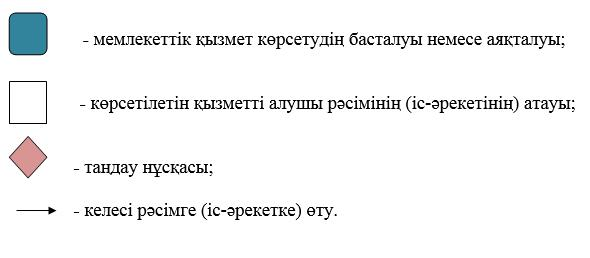 - мемлекеттік қызмет көрсетудің басталуы немесе аяқталуы;
- көрсетілетін қызметті алушы рәсімінің (іс-әрекетінің) атауы;
- таңдау нұсқасы;
- келесі рәсімге (іс-әрекетке) өту.